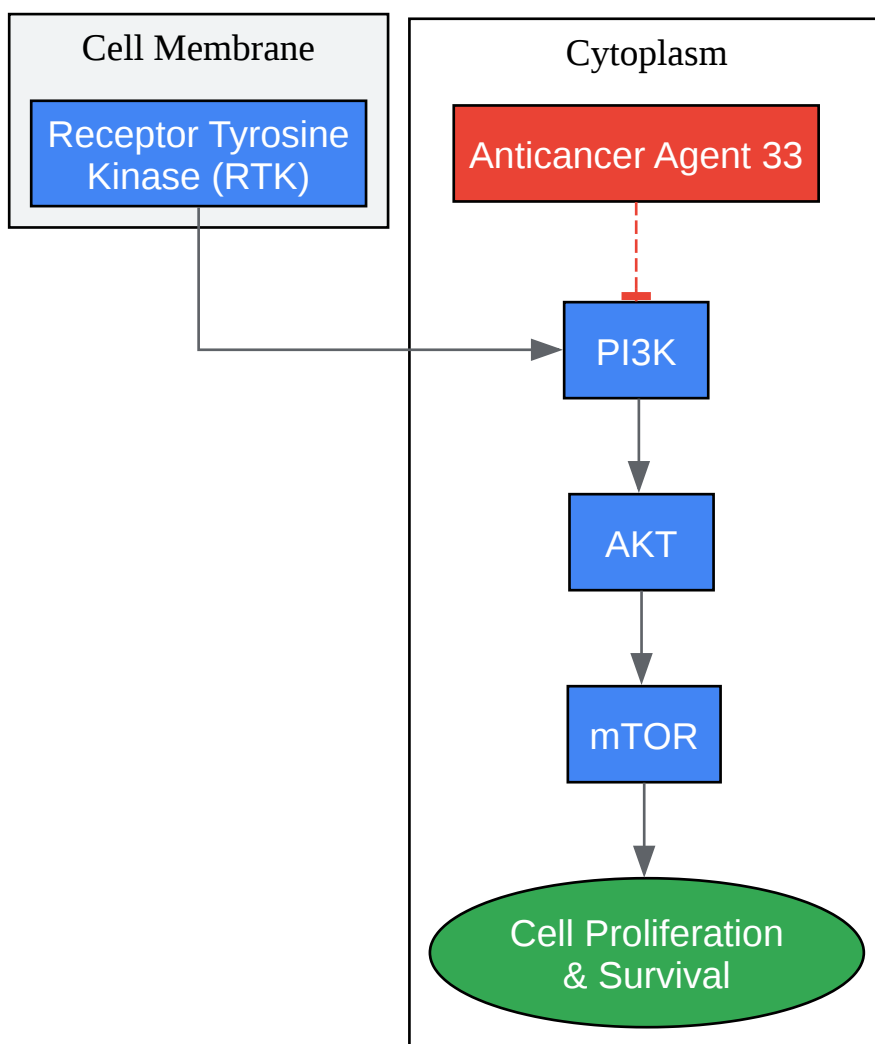 Cell Membrane
Receptor Tyrosine
Kinase (RTK)
Cytoplasm
Anticancer Agent 33
PI3K
AKT
mTOR
Cell Proliferation
& Survival